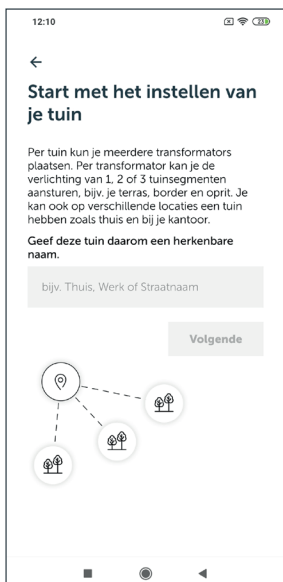 12:10
23
Start met het instellen van
je tuin
Per tuin kun je meerdere transformators
plaatsen. Per transformator kan je de
verlichting van 1, 2 of 3 tuinsegmenten
aansturen, bijv. je terras, border en oprit. Je
kan ook op verschillende locaties een tuin
hebben zoals thuis en bij je kantoor.
Geef deze tuin daarom een herkenbare
naam.
bijv. Thuis, Werk of Straatnaam
Volgende